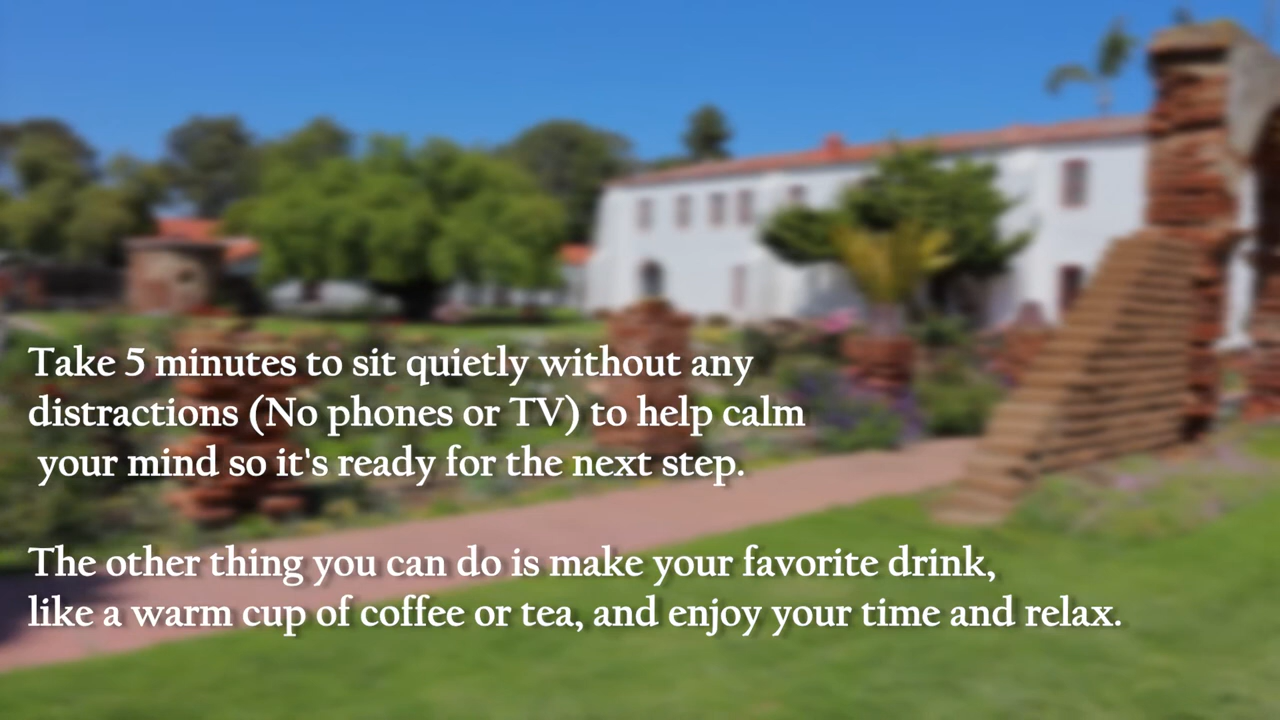 Take 5 minutes to sit quietly without any
distractions (No phones or TV) to help calm
your mind so it's ready for the next step.
The other thing you can do is make your favorite drink,
like a warm cup of coffee or tea, and enjoy your time and relax.